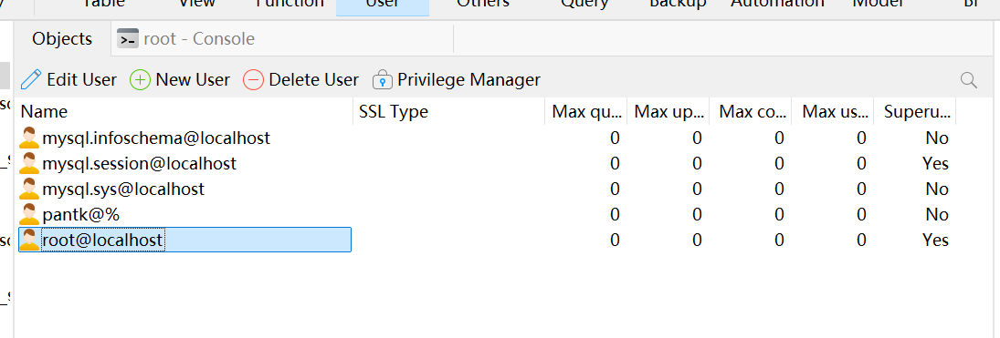 Table View Function User Others Query Backup Automation Model BI
Objects root - Console
Edit User New User Delete User Privilege Manager
Name SSL Type Max qu... Max up... Max co... Max us... Superu...
mysql.infoschema@localhost 0 0 0 0 No
mysql.session@localhost 0 0 0 0 Yes
mysql.sys@localhost 0 0 0 0 No
pantk@% 0 0 0 0 No
root@localhost 0 0 0 0 Yes